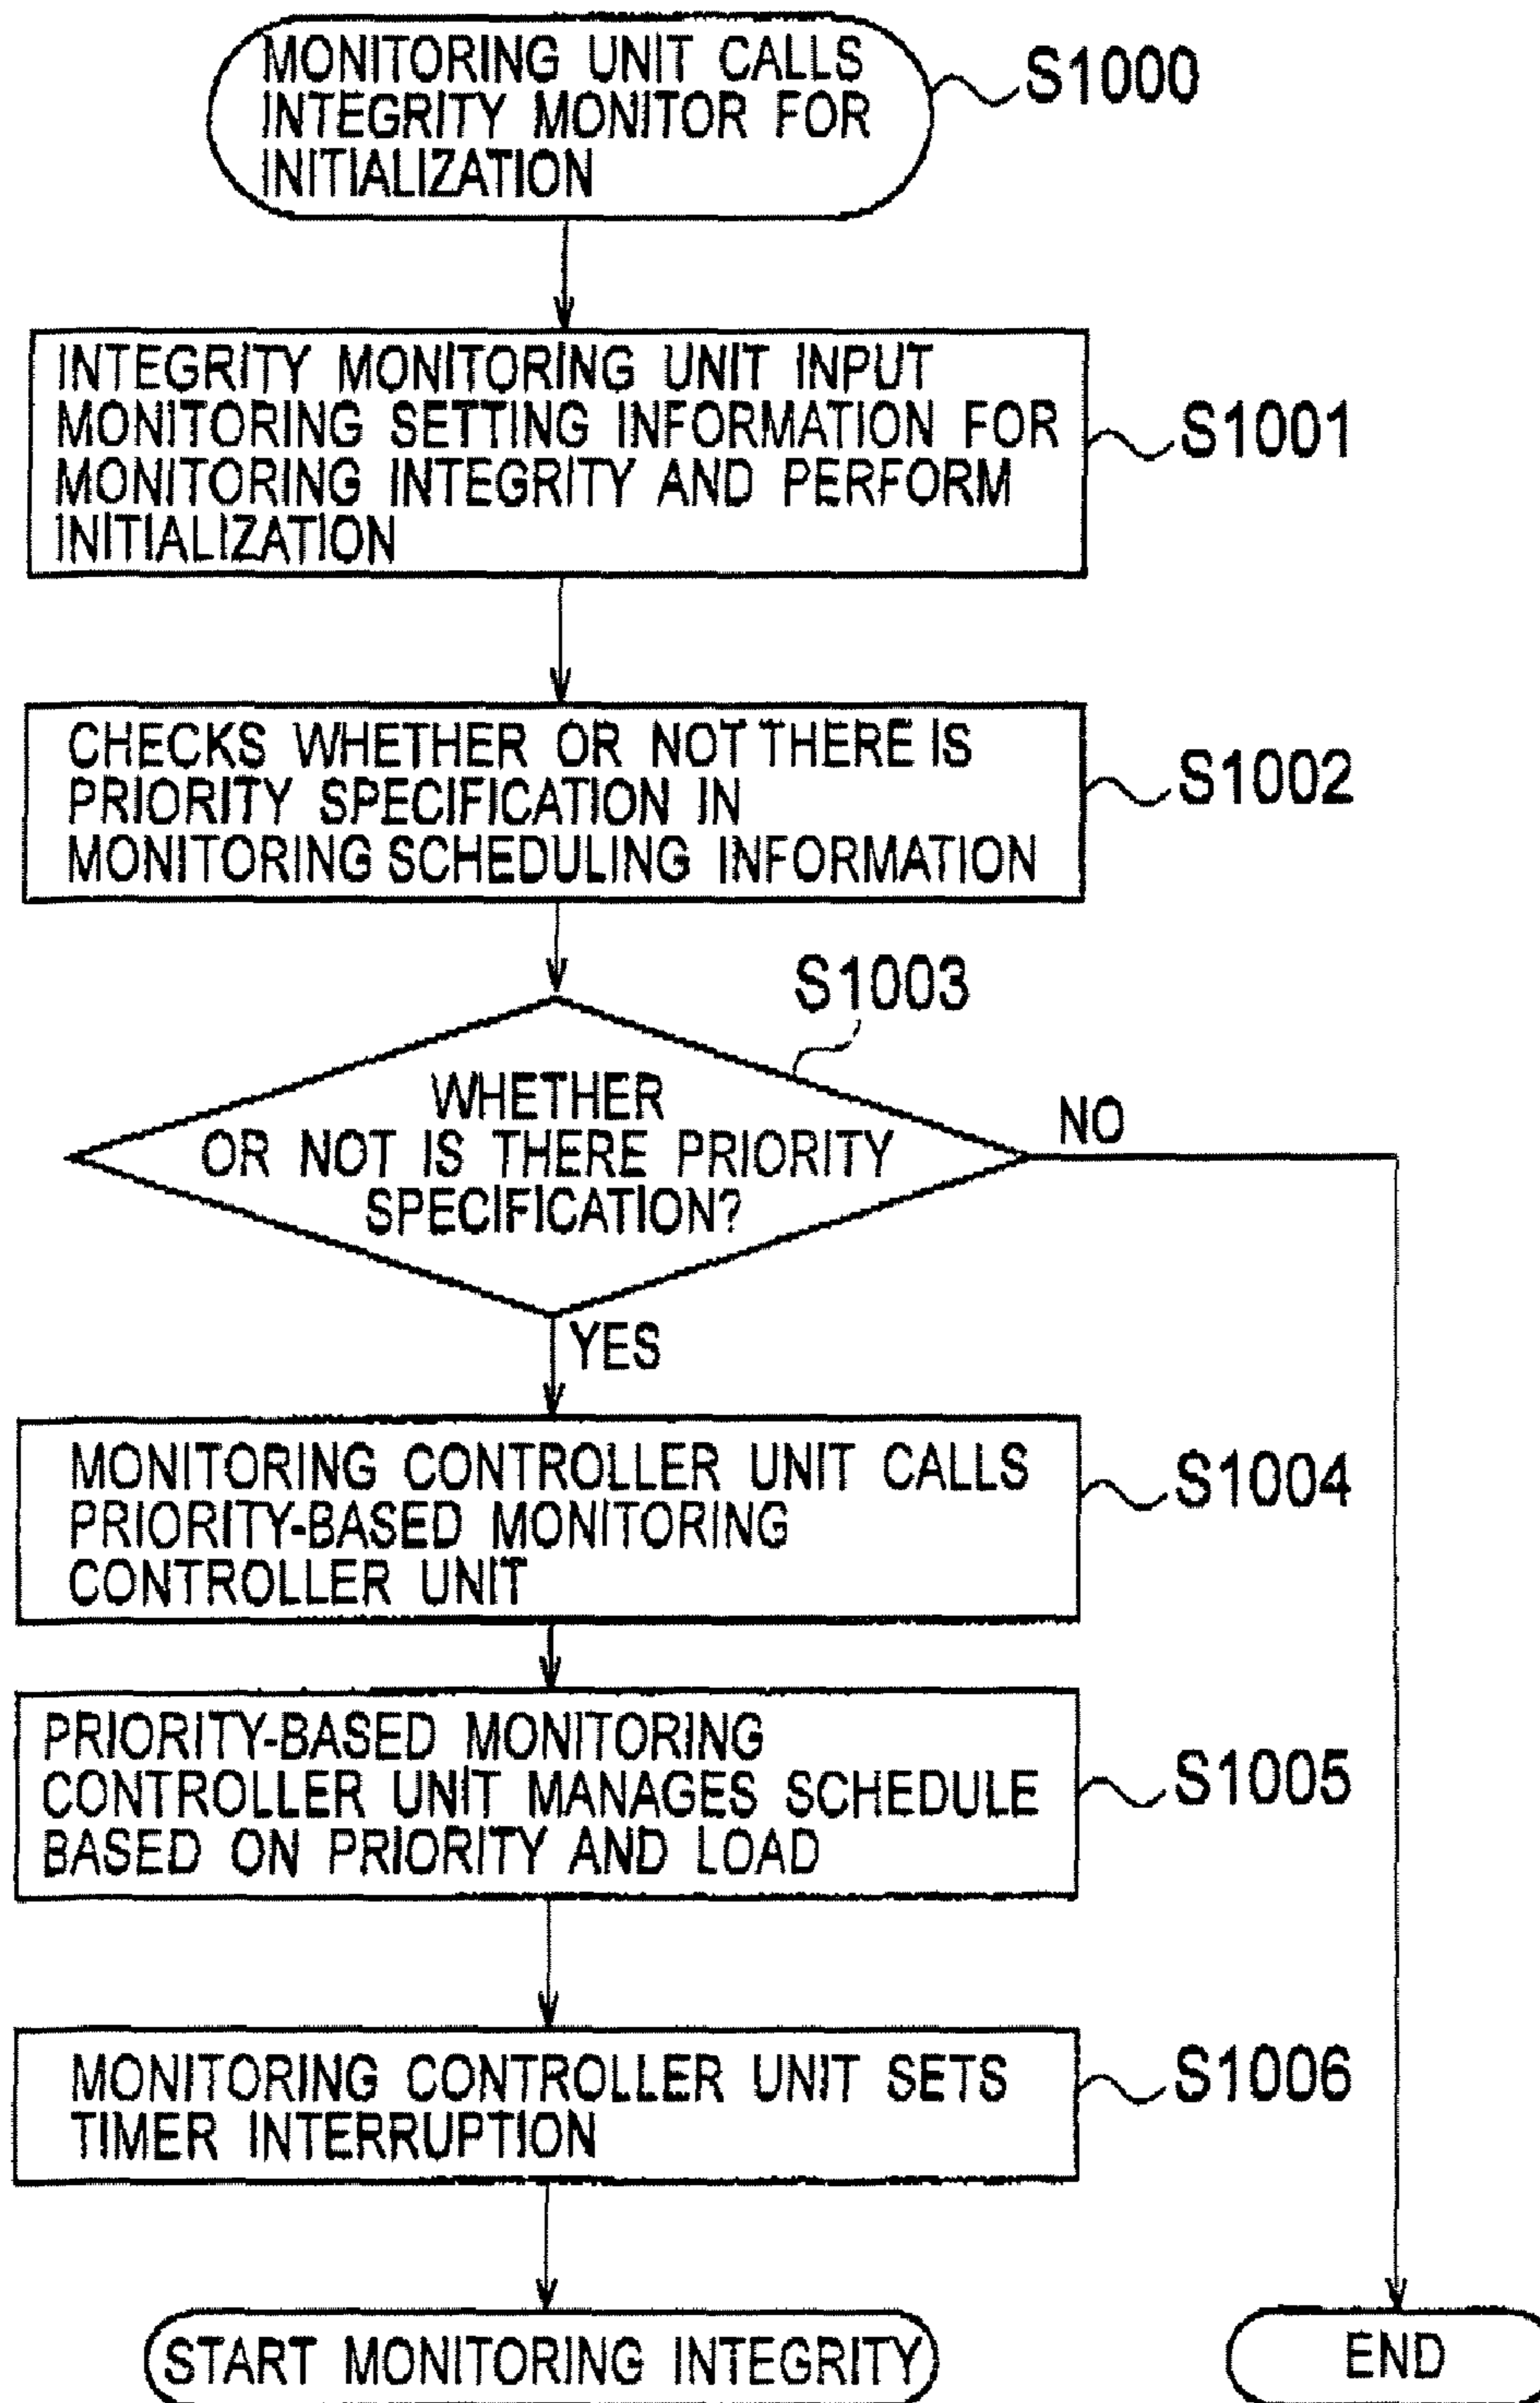 MONITORING UNIT CALLS
INTEGRITY MONITOR FOR
INITIALIZATION
S1000
INTEGRITY MONITORING UNIT INPUT
MONITORING SETTING INFORMATION FOR
MONITORING INTEGRITY AND PERFORM
INITIALIZATION
S1001
CHECKS WHETHER OR NOT THERE IS
PRIORITY SPECIFICATION IN
MONITORING SCHEDULING INFORMATION
S1002
S1003
WHETHER
OR NOT IS THERE PRIORITY
SPECIFICATION?
NO
YES
MONITORING CONTROLLER UNIT CALLS
PRIORITY-BASED MONITORING
CONTROLLER UNIT
S1004
PRIORITY-BASED MONITORING
CONTROLLER UNIT MANAGES SCHEDULE
BASED ON PRIORITY AND LOAD
S1005
MONITORING CONTROLLER UNIT SETS
TIMER INTERRUPTION
S1006
START MONITORING INTEGRITY
END